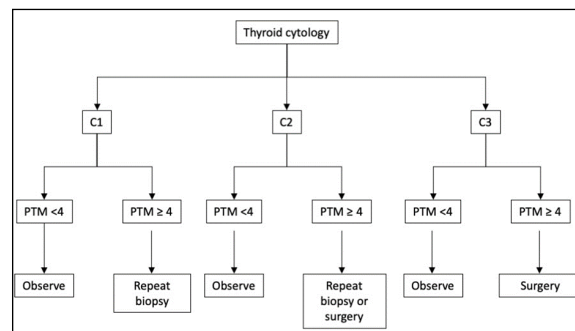 Thyroid cytology
C1
C2
C3
PTM <4
PTM ≥ 4
PTM <4
PTM ≥ 4
PTM <4
PTM ≥ 4
Observe
Repeat
biopsy
Observe
Repeat
biopsy or
surgery
Observe
Surgery